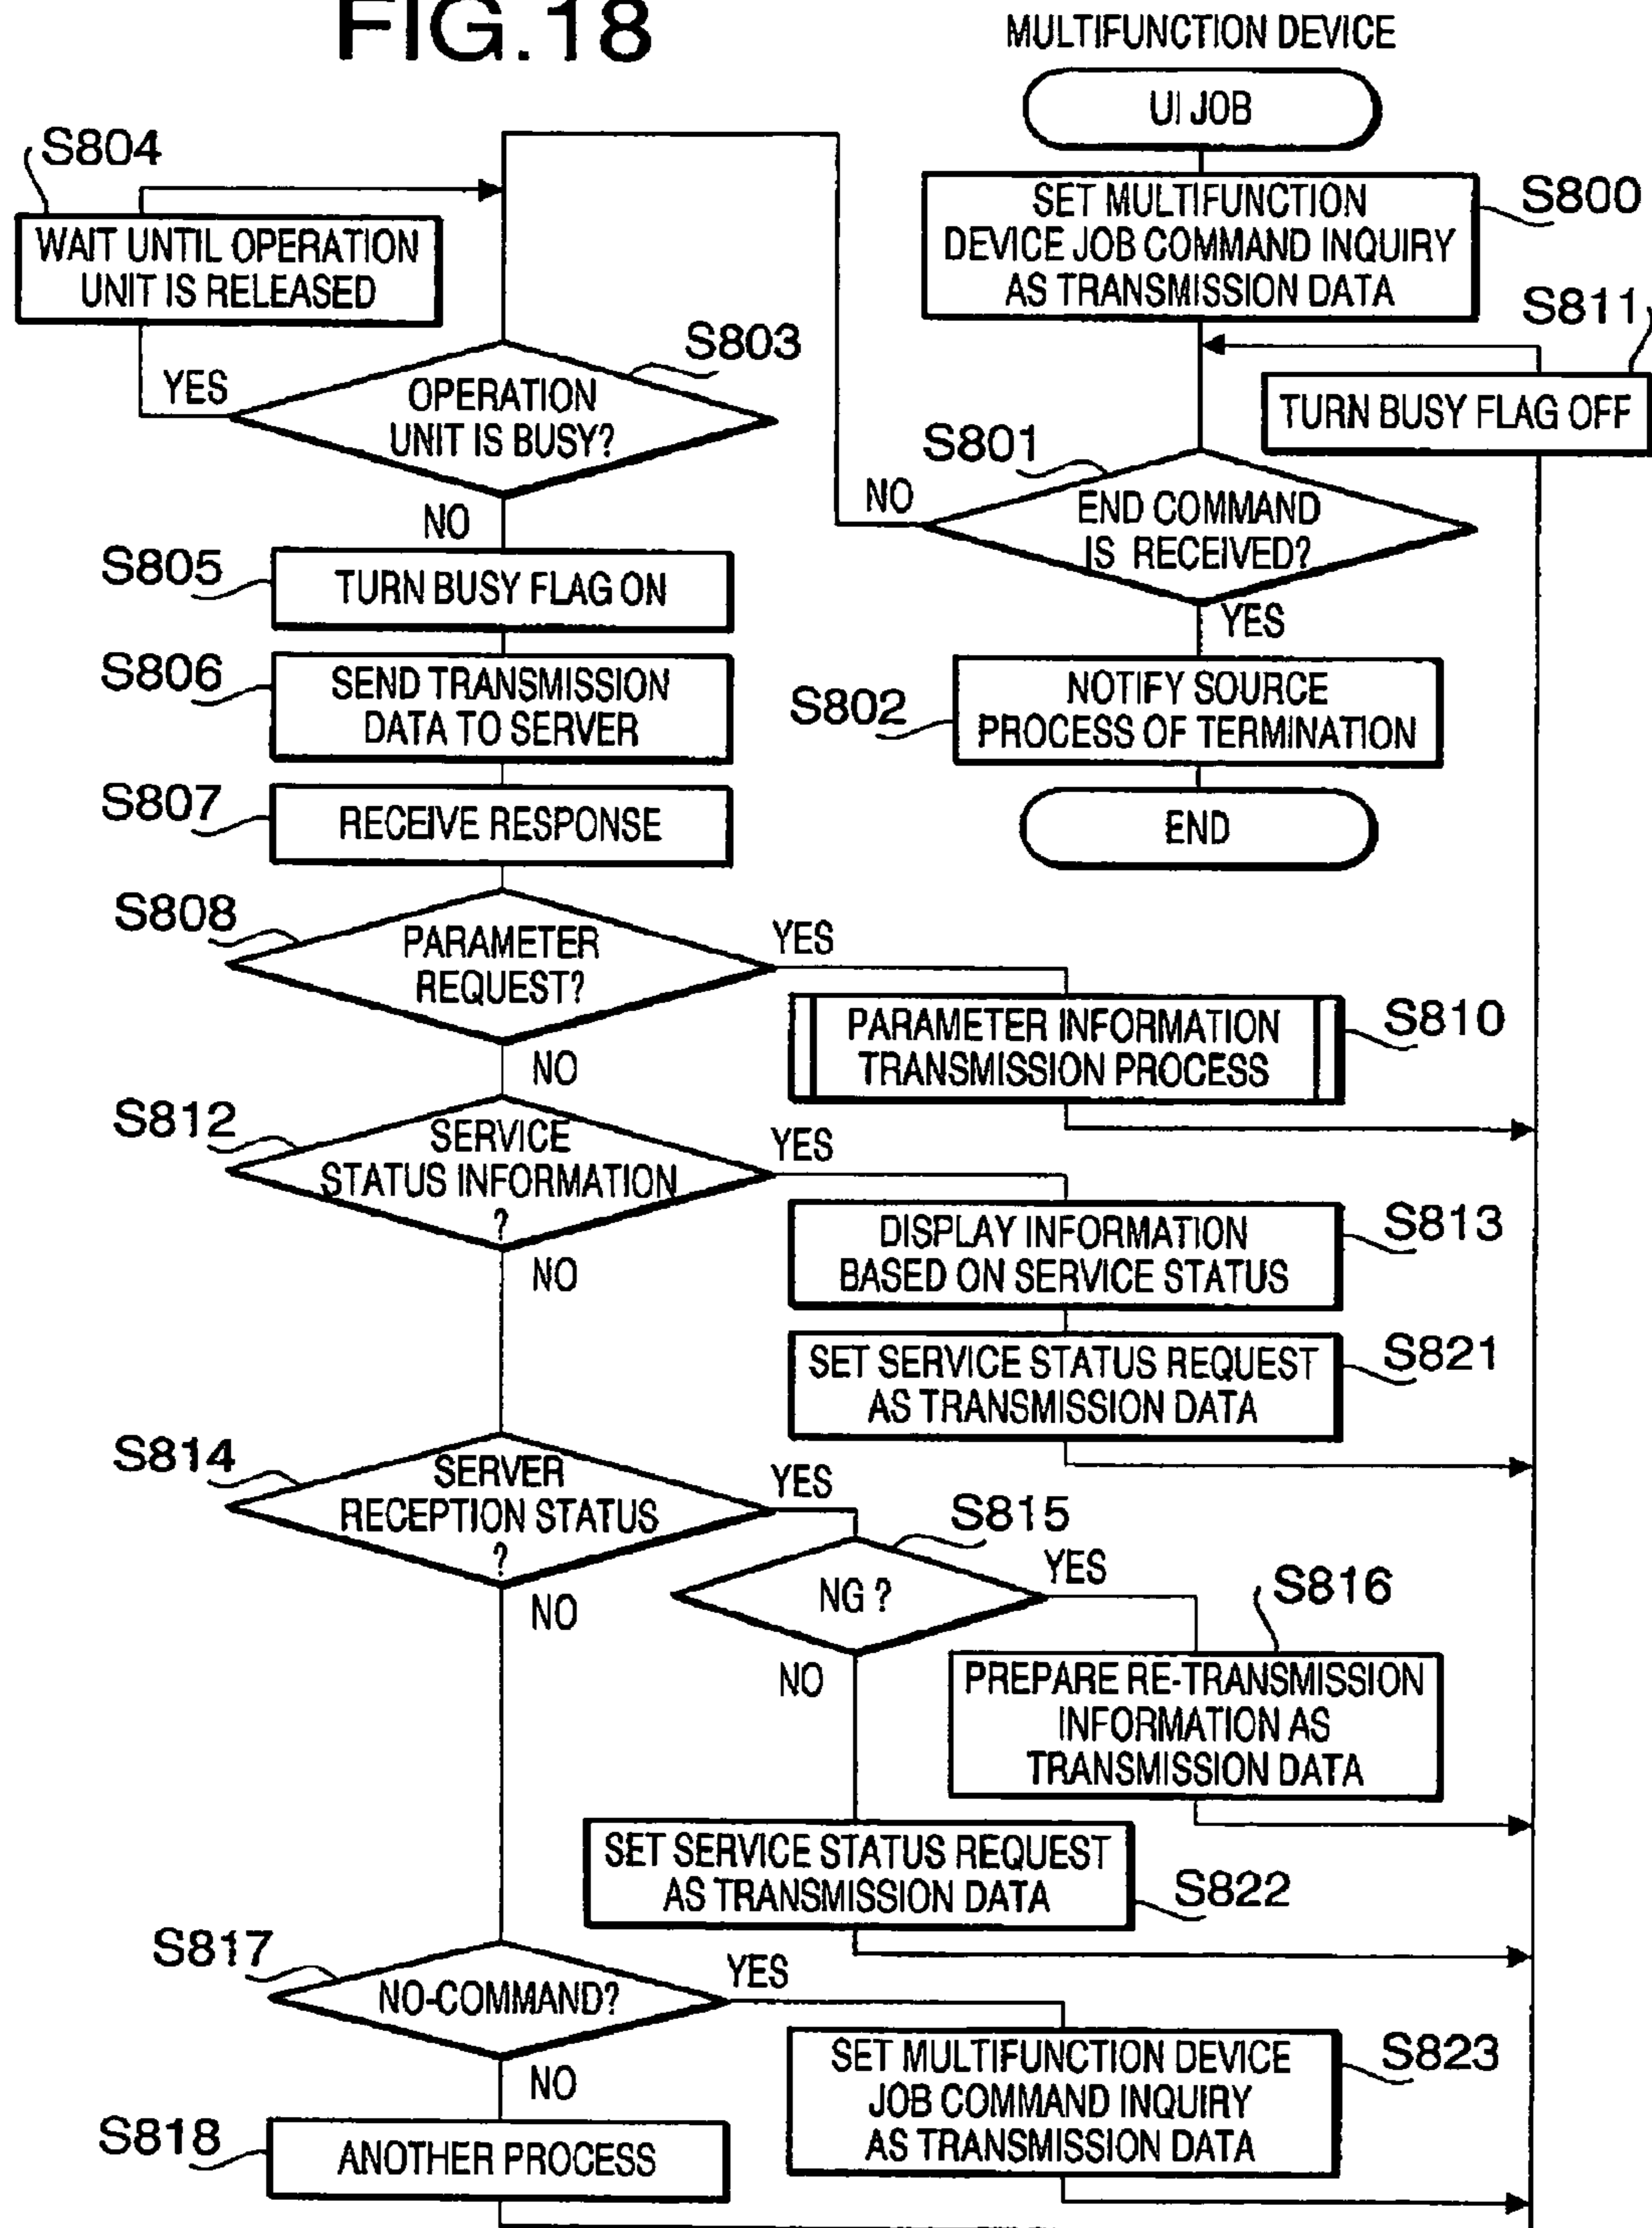 FIG.18
MULTIFUNCTION DEVICE
UI JOB
S800
SET MULTIFUNCTION
DEVICE JOB COMMAND INQUIRY
AS TRANSMISSION DATA
S811
TURN BUSY FLAG OFF
S801
END COMMAND
IS RECEIVED?
NO
YES
S802
NOTIFY SOURCE
PROCESS OF TERMINATION
END
S804
WAIT UNTIL OPERATION
UNIT IS RELEASED
S803
YES
OPERATION
UNIT IS BUSY?
NO
S805
TURN BUSY FLAG ON
S806
SEND TRANSMISSION
DATA TO SERVER
S807
RECEIVE RESPONSE
S808
PARAMETER
REQUEST?
YES
NO
PARAMETER INFORMATION
TRANSMISSION PROCESS
S810
S812
SERVICE
STATUS INFORMATION
?
YES
NO
DISPLAY INFORMATION
BASED ON SERVICE STATUS
S813
SET SERVICE STATUS REQUEST
AS TRANSMISSION DATA
S821
S814
SERVER
RECEPTION STATUS
?
YES
NO
S815
NG ?
YES
NO
S816
PREPARE RE-TRANSMISSION
INFORMATION AS
TRANSMISSION DATA
SET SERVICE STATUS REQUEST
AS TRANSMISSION DATA
S822
S817
NO-COMMAND?
YES
NO
SET MULTIFUNCTION DEVICE
JOB COMMAND INQUIRY
AS TRANSMISSION DATA
S823
S818
ANOTHER PROCESS